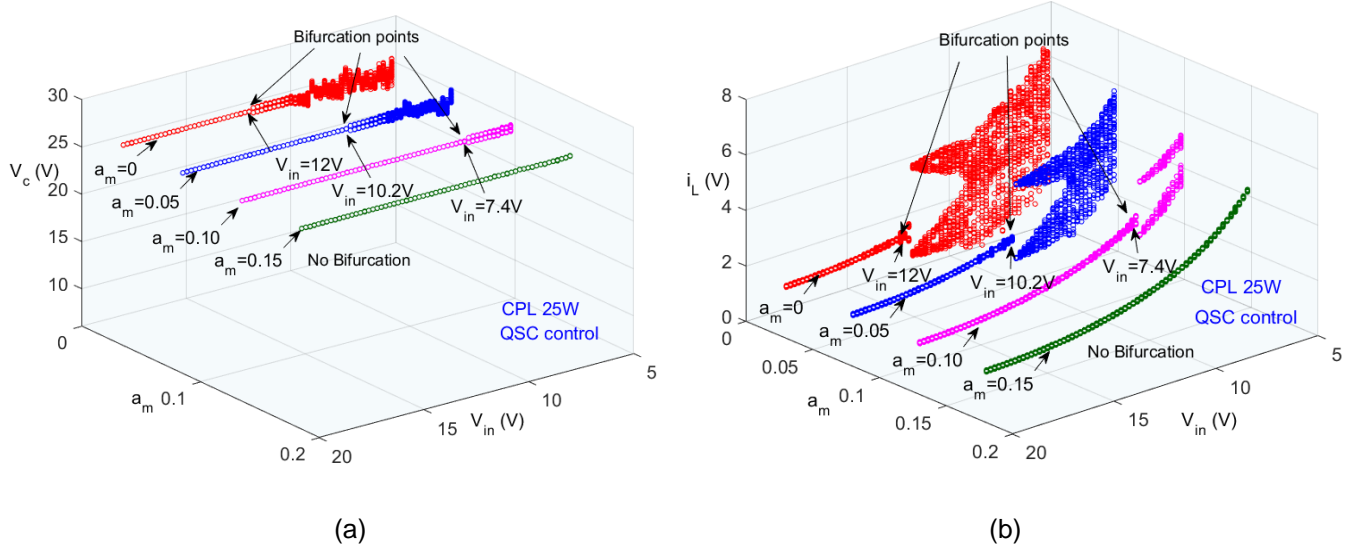 Bifurcation points
30
25
V_c (V)
20
15
10
0
a_m=0
a_m=0.05
a_m=0.10
a_m=0.15
V_in=12V
V_in=10.2V
V_in=7.4V
No Bifurcation
CPL 25W
QSC control
a_m 0.1
0.2
20
15
V_in (V)
10
5
(a)
Bifurcation points
8
6
i_L (V)
4
2
0
0
a_m=0
a_m=0.05
a_m=0.10
a_m=0.15
V_in=12V
V_in=10.2V
V_in=7.4V
No Bifurcation
CPL 25W
QSC control
0.05
a_m
0.1
0.15
0.2
20
15
V_in (V)
10
5
(b)